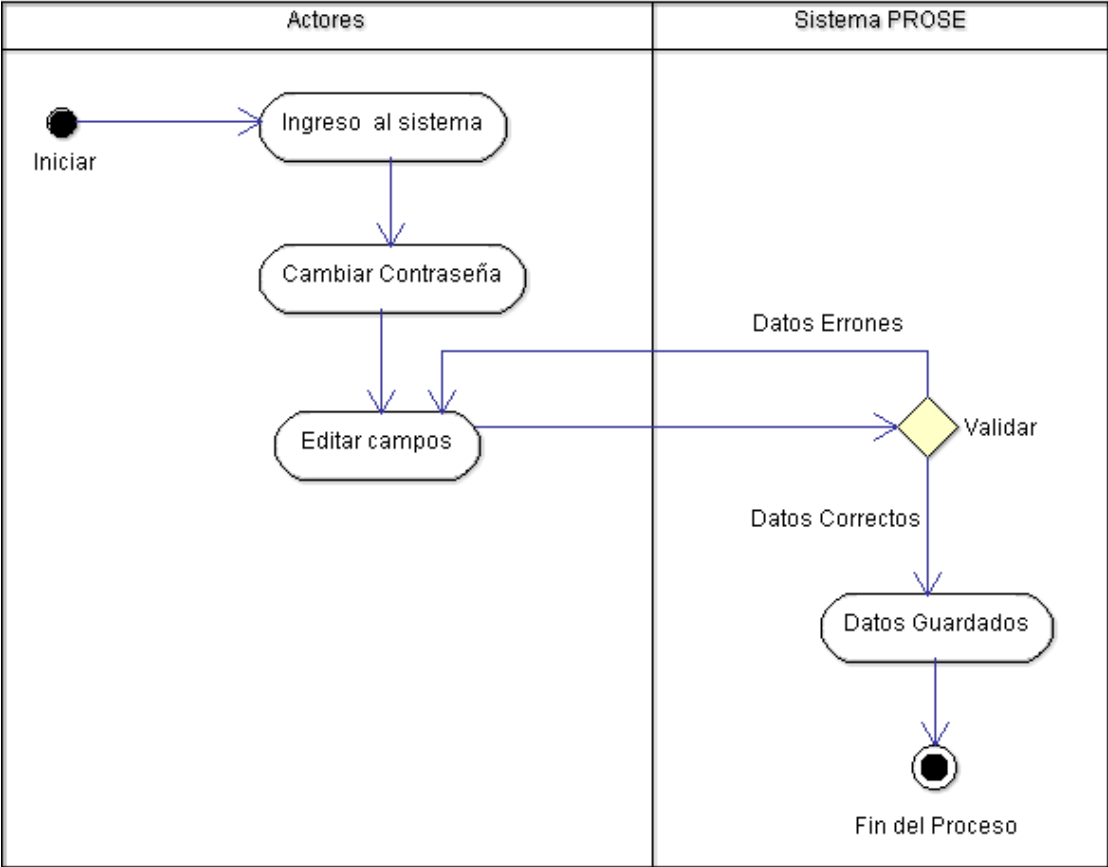 Actores
Sistema PROSE
Ingreso al sistema
Iniciar
Cambiar Contraseña
Datos Errones
Editar campos
Validar
Datos Correctos
Datos Guardados
Fin del Proceso